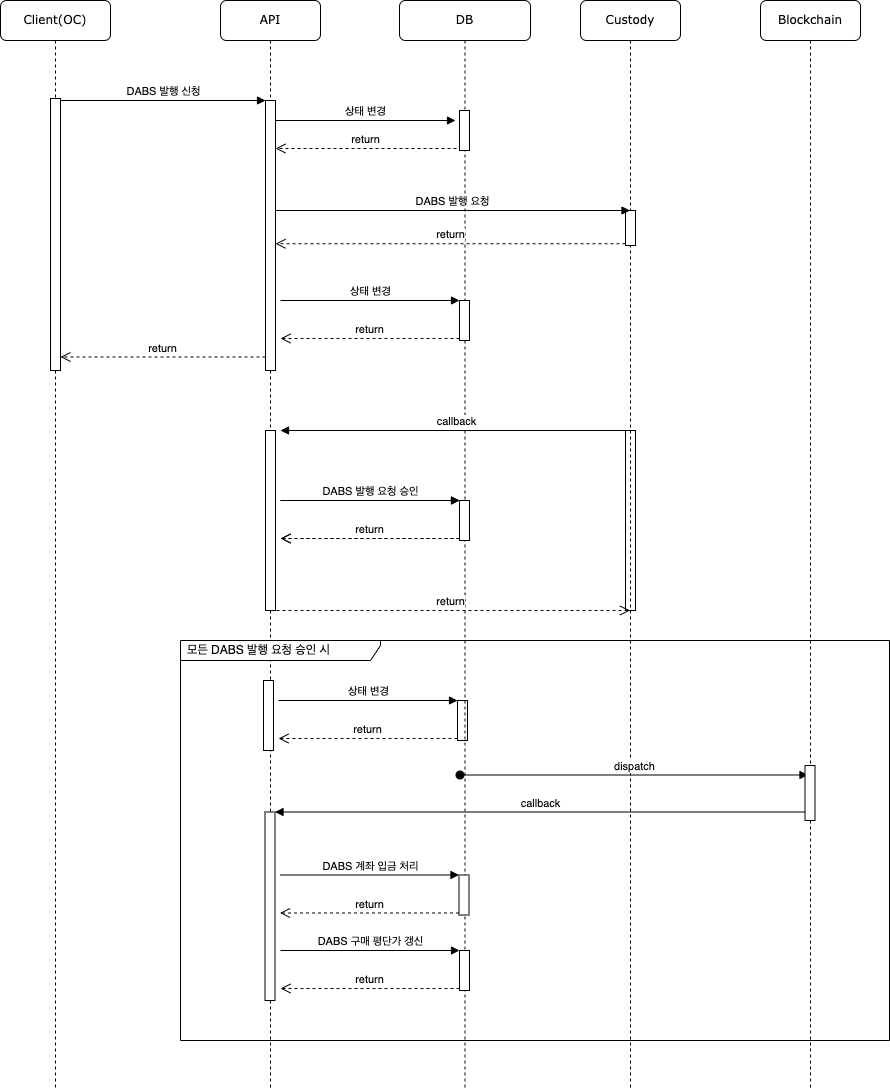 Client(OC)
API
DB
Custody
Blockchain
DABS 발행 신청
상태 변경
return
DABS 발행 요청
return
상태 변경
return
return
callback
DABS 발행 요청 승인
return
return
모든 DABS 발행 요청 승인 시
상태 변경
return
dispatch
callback
DABS 계좌 입금 처리
return
DABS 구매 평단가 갱신
return